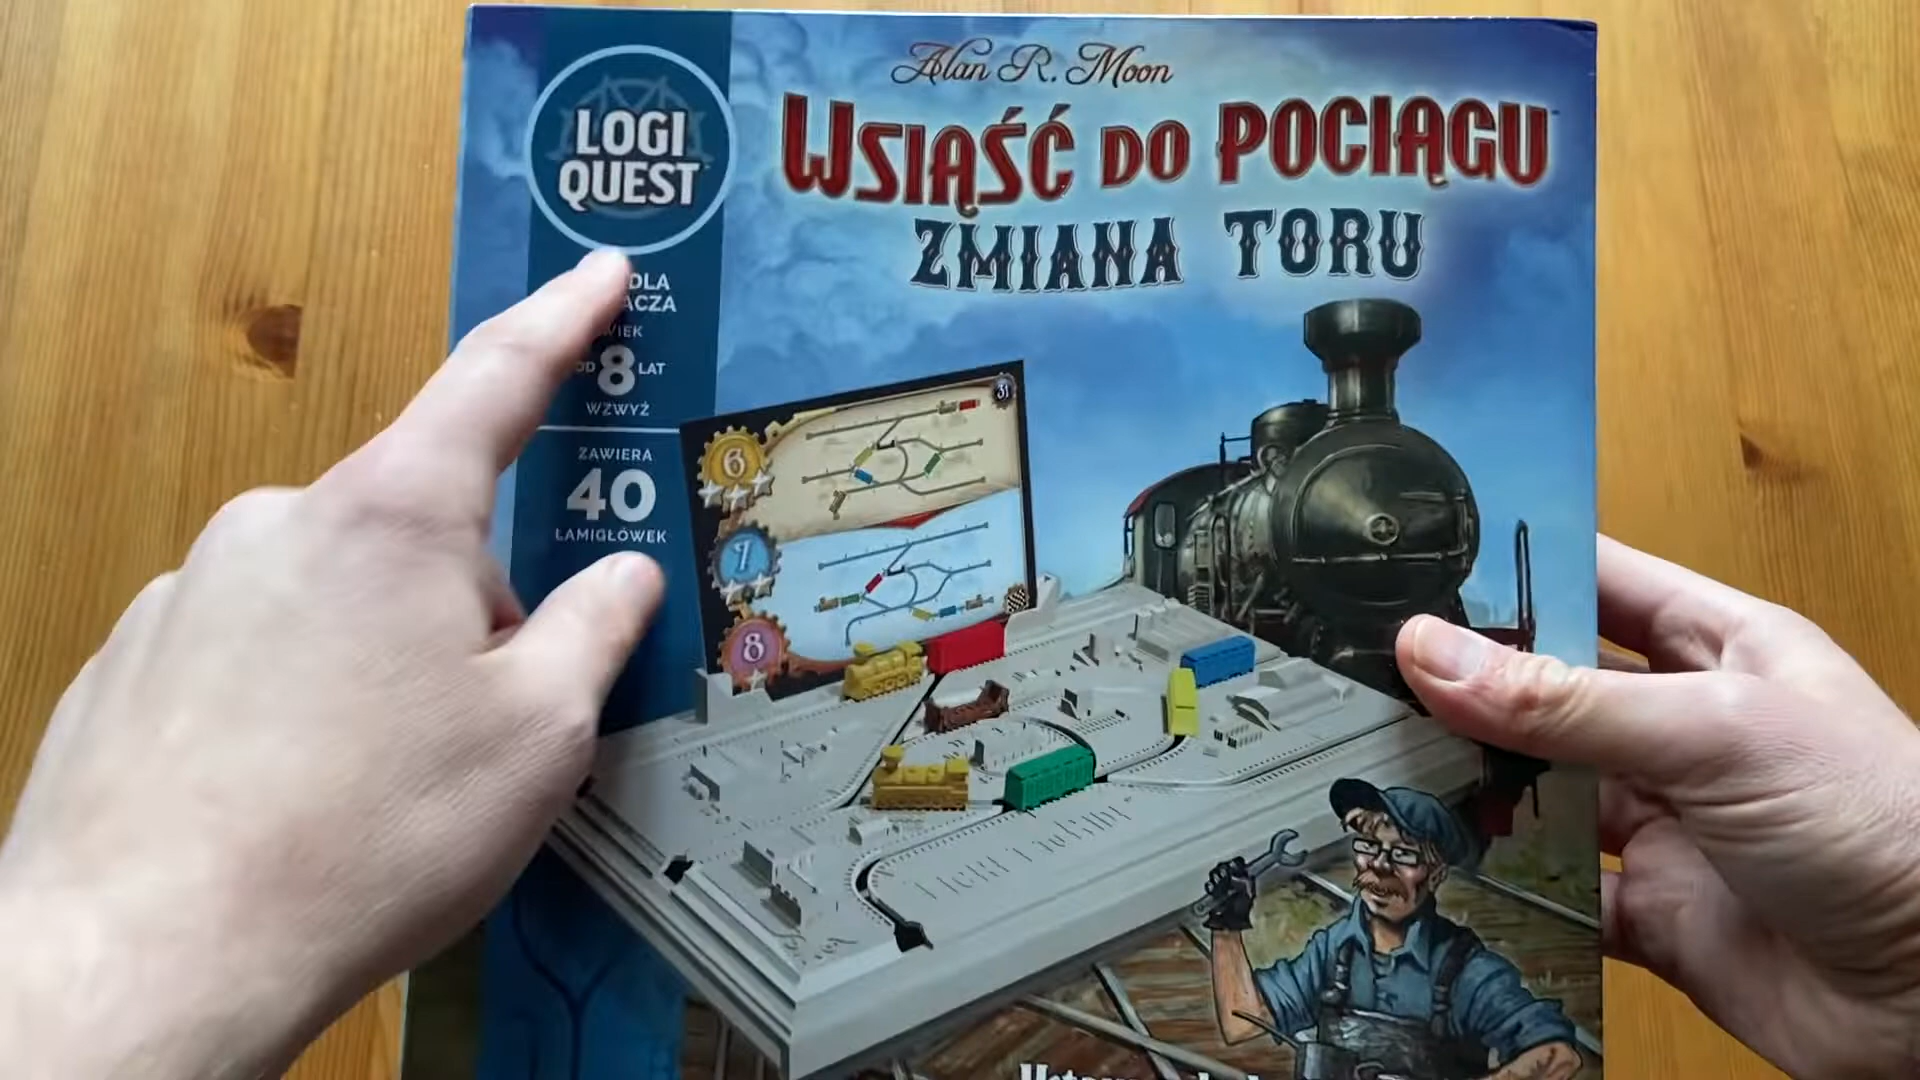 Alan R. Moon
WSIĄŚĆ DO POCIĄGU
ZMIANA TORU
LOGI
QUEST
DLA
WIEK
OD 8 LAT
WZWYŻ
ZAWIERA
40
ŁAMIGŁÓWEK
31
6
7
8